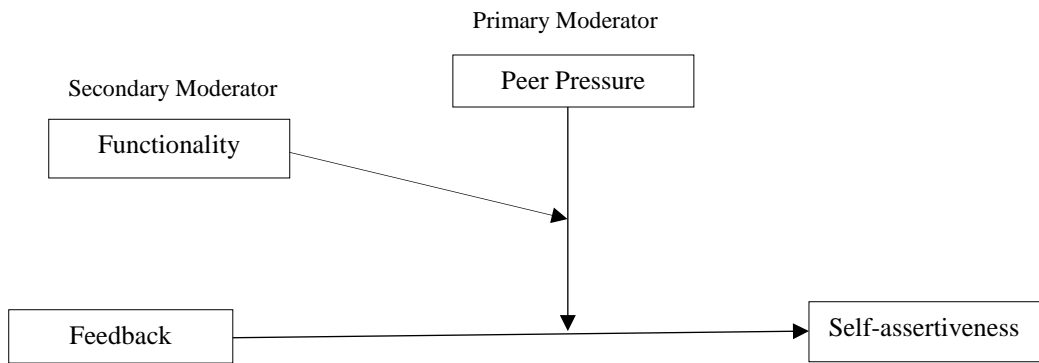 Primary Moderator
Peer Pressure
Secondary Moderator
Functionality
Feedback
Self-assertiveness